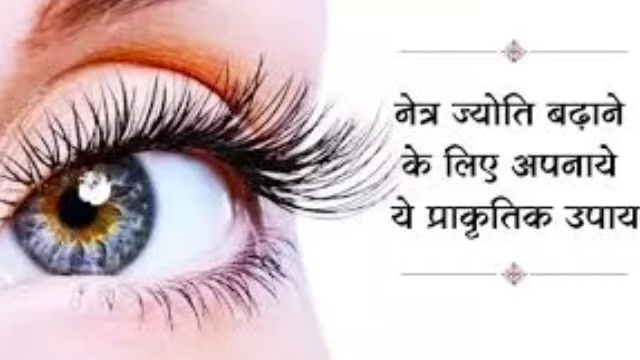 नेत्र ज्योति बढ़ाने
के लिए अपनाये
ये प्राकृतिक उपाय